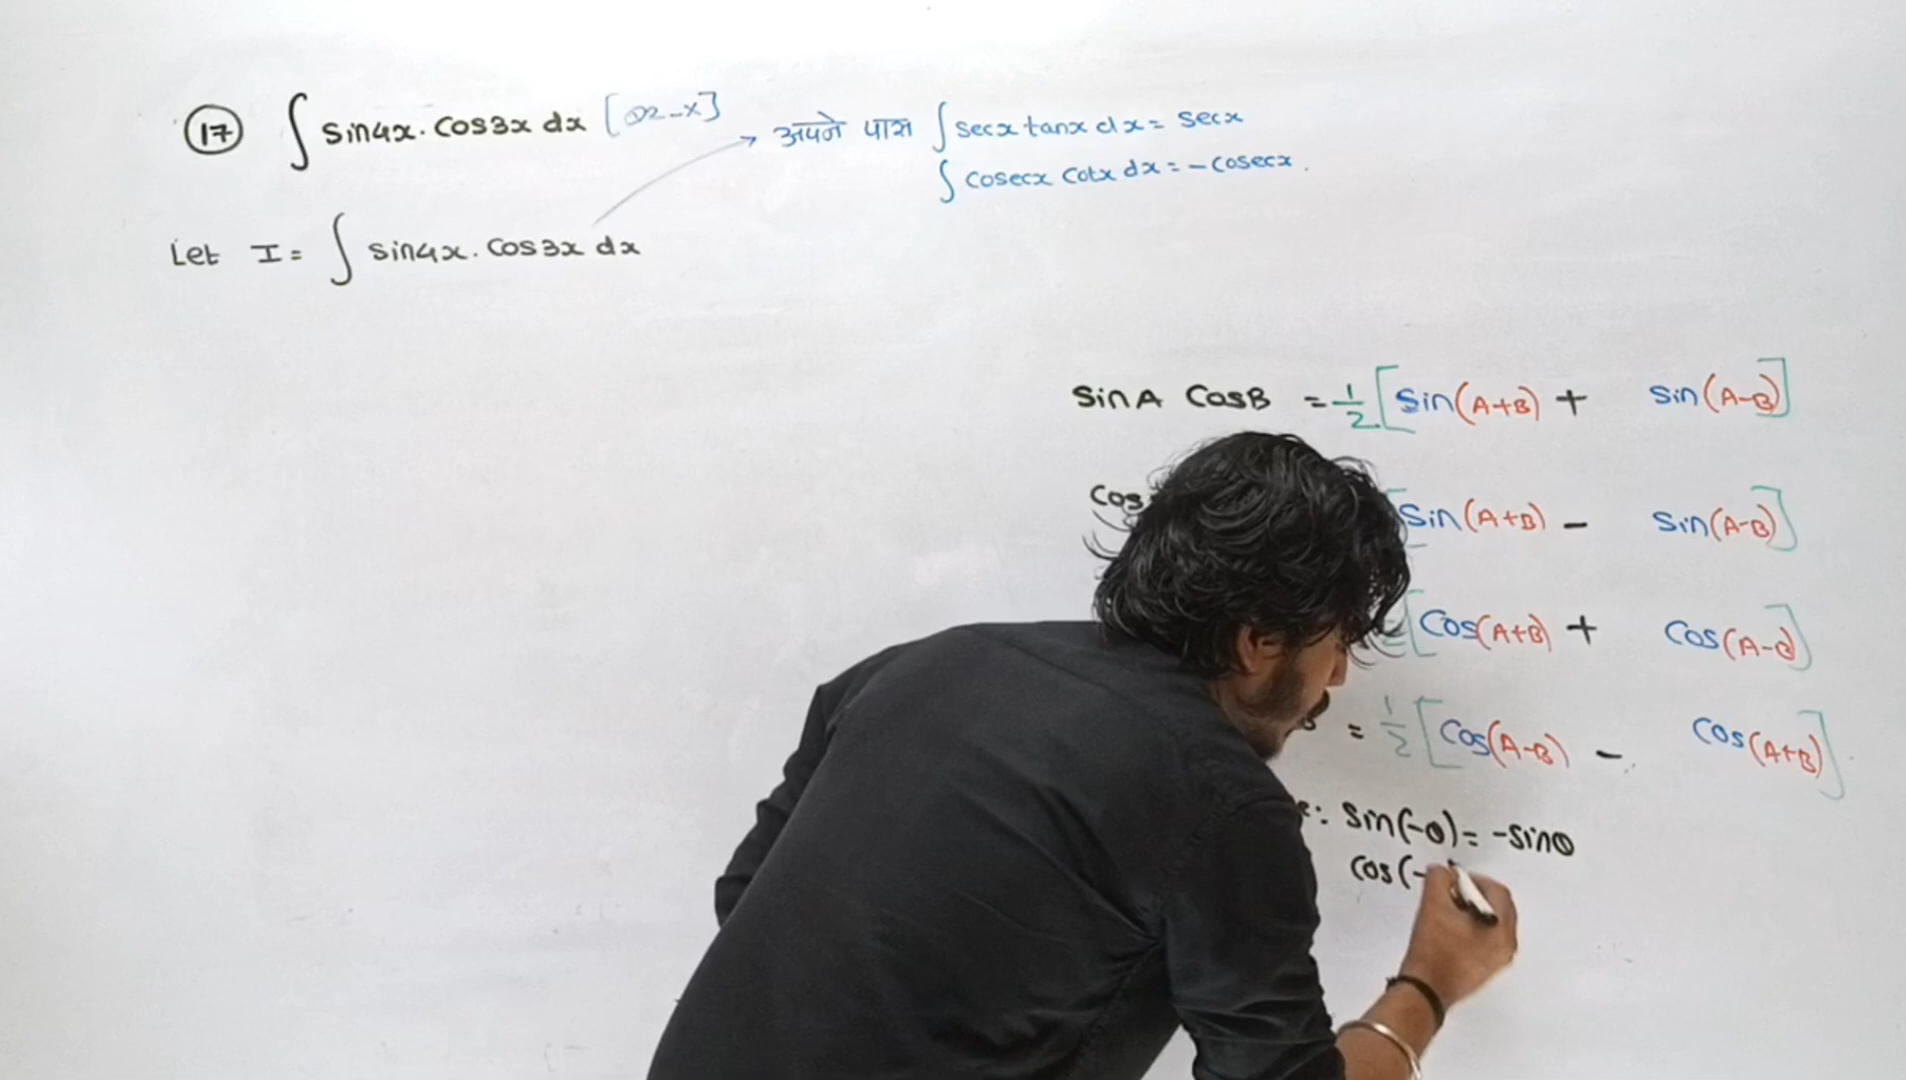 17 ∫ sin4x. cos3x dx
→ अपने पास ∫ secx tanx dx = secx
∫ cosecx cotx dx = - cosecx.
Let I = ∫ sin4x. cos3x dx
sinA cosB = 1/2 [sin(A+B) + sin(A-B)]
cos [sin(A+B) - sin(A-B)]
[cos(A+B) + cos(A-B)]
= 1/2 [cos(A-B) - cos(A+B)]
: sin(-θ) = -sinθ
cos(-